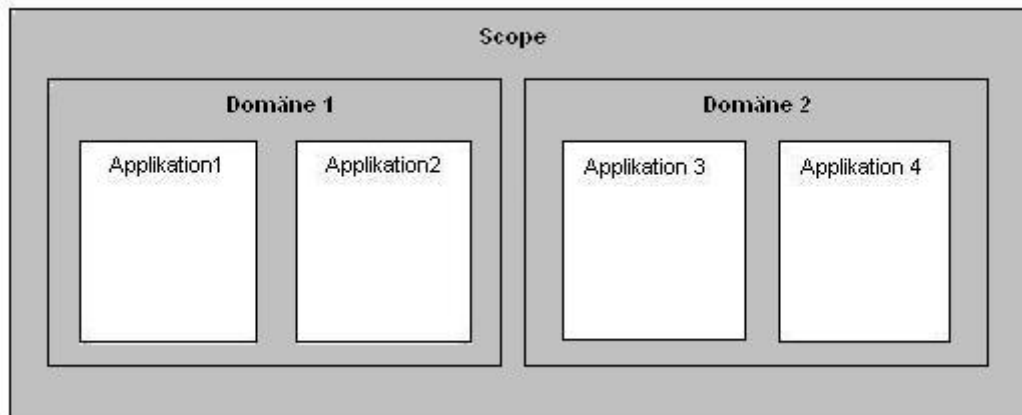 Scope
Domäne 1
Domäne 2
Applikation1
Applikation2
Applikation 3
Applikation 4